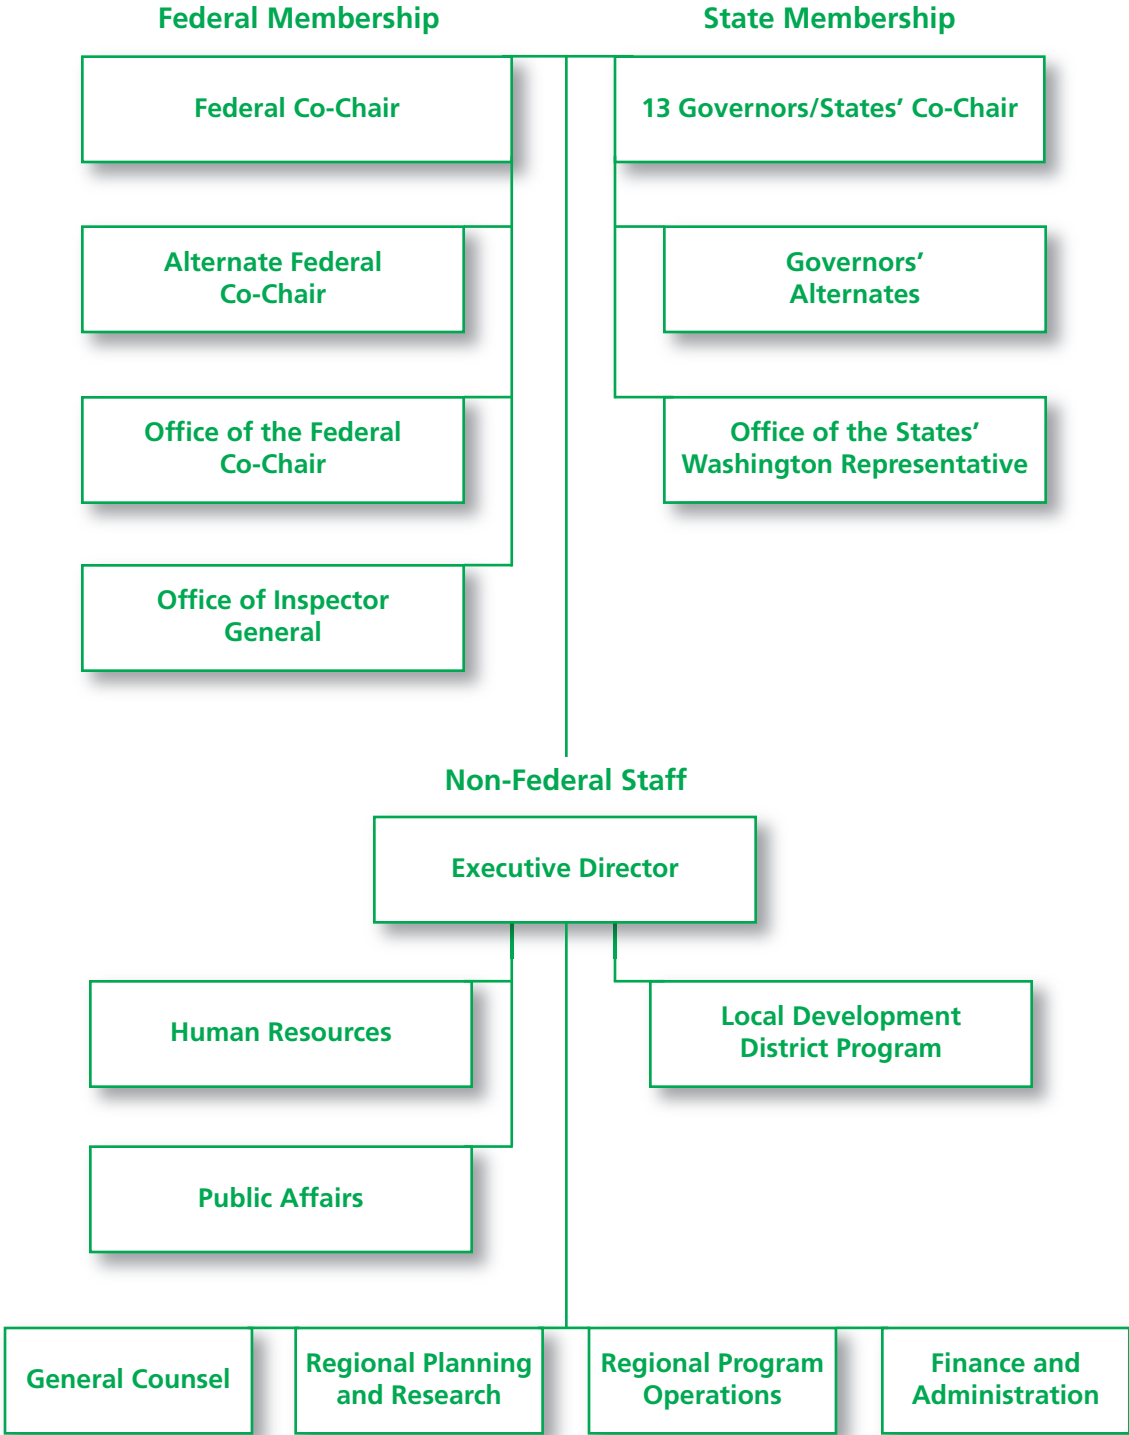 Federal Membership
State Membership
Federal Co-Chair
13 Governors/States’ Co-Chair
Alternate Federal
Co-Chair
Governors’
Alternates
Office of the Federal
Co-Chair
Office of the States’
Washington Representative
Office of Inspector
General
Non-Federal Staff
Executive Director
Human Resources
Local Development
District Program
Public Affairs
General Counsel
Regional Planning
and Research
Regional Program
Operations
Finance and
Administration